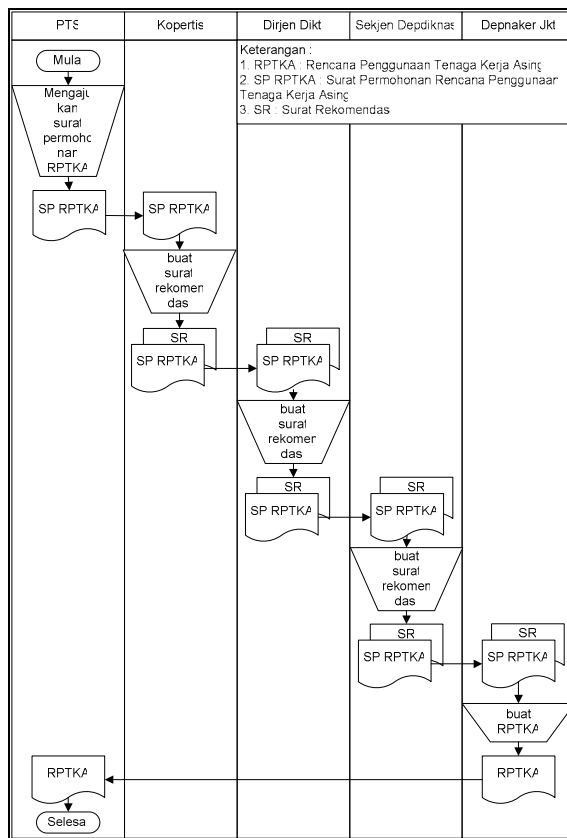 PTS
Kopertis
Dirjen Dikt
Sekjen Depdiknas
Depnaker Jkt
Keterangan :
1. RPTKA : Rencana Penggunaan Tenaga Kerja Asing
2. SP RPTKA : Surat Permohonan Rencana Penggunaan
Tenaga Kerja Asing
3. SR : Surat Rekomendas
Mula
Mengaju
kan
surat
permoho
nan
RPTKA
SP RPTKA
SP RPTKA
buat
surat
rekomen
das
SR
SP RPTKA
SR
SP RPTKA
buat
surat
rekomen
das
SR
SP RPTKA
SR
SP RPTKA
buat
surat
rekomen
das
SR
SP RPTKA
SR
SP RPTKA
buat
RPTKA
RPTKA
RPTKA
Selesa